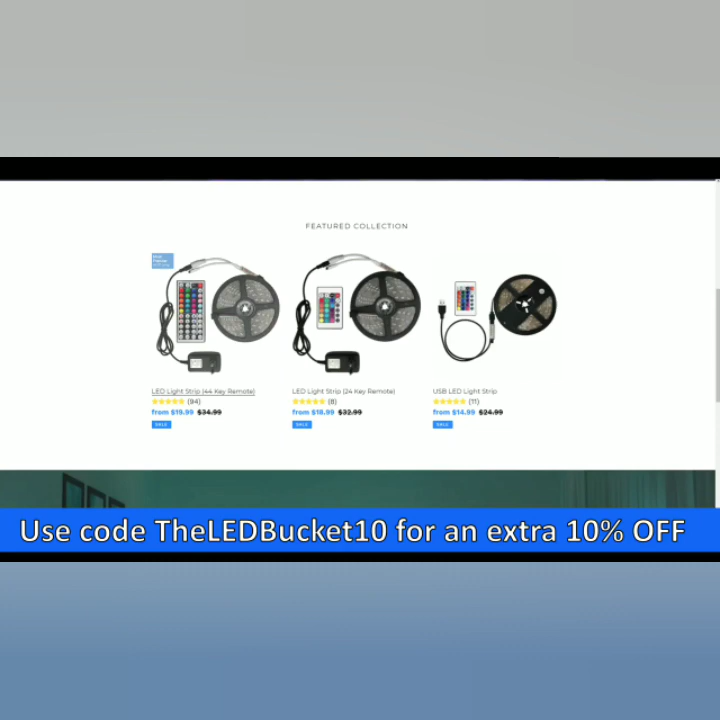 FEATURED COLLECTION
LED Light Strip (44 Key Remote)
(94)
from $19.99 $34.99
SALE
LED Light Strip (24 Key Remote)
(8)
from $18.99 $32.99
SALE
USB LED Light Strip
(11)
from $14.99 $24.99
SALE
Use code TheLEDBucket10 for an extra 10% OFF